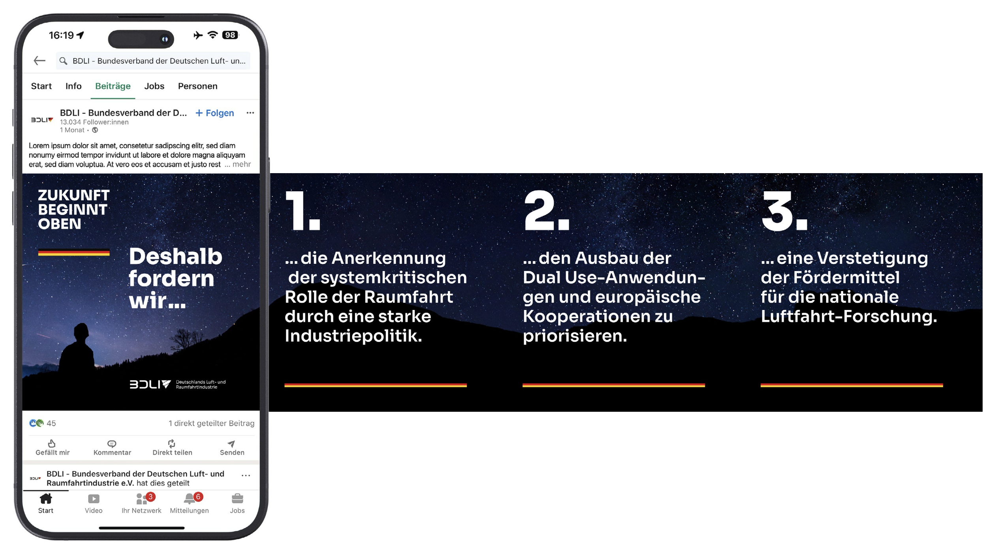 16:19
98
BDLI - Bundesverband der Deutschen Luft- un...
Start Info Beiträge Jobs Personen
BDLI
BDLI - Bundesverband der D... + Folgen ...
13.034 Follower:innen
1 Monat •
Lorem ipsum dolor sit amet, consetetur sadipscing elitr, sed diam
nonumy eirmod tempor invidunt ut labore et dolore magna aliquyam
erat, sed diam voluptua. At vero eos et accusam et justo rest ... mehr
ZUKUNFT
BEGINNT
OBEN
Deshalb
fordern
wir...
BDLI
Deutschlands Luft- und
Raumfahrtindustrie
1.
... die Anerkennung
der systemkritischen
Rolle der Raumfahrt
durch eine starke
Industriepolitik.
2.
... den Ausbau der
Dual Use-Anwendun-
gen und europäische
Kooperationen zu
priorisieren.
3.
... eine Verstetigung
der Fördermittel
für die nationale
Luftfahrt-Forschung.
45
1 direkt geteilter Beitrag
Gefällt mir Kommentar Direkt teilen Senden
BDLI
BDLI - Bundesverband der Deutschen Luft- und ...
Raumfahrtindustrie e.V. hat dies geteilt
3
6
Start Video Ihr Netzwerk Mitteilungen Jobs